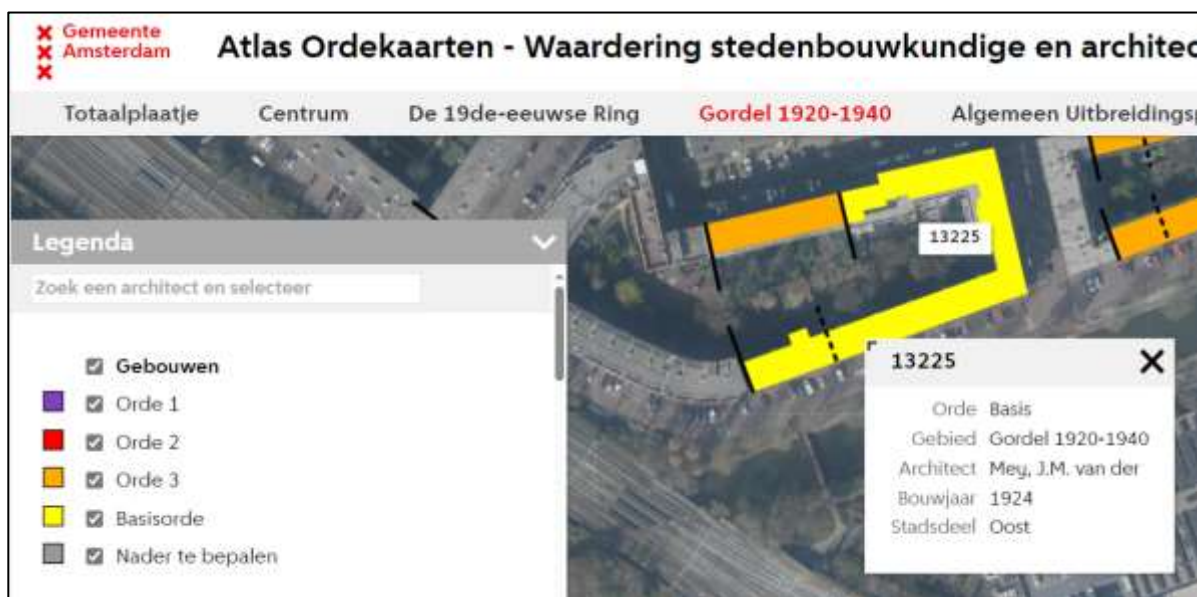 Gemeente
Amsterdam
Atlas Ordekaarten - Waardering stedenbouwkundige en architec
Totaalplaatje Centrum De 19de-eeuwse Ring Gordel 1920-1940 Algemeen Uitbreidingsp
Legenda
Zoek een architect en selecteer
Gebouwen
Orde 1
Orde 2
Orde 3
Basisorde
Nader te bepalen
13225
13225
Orde Basis
Gebied Gordel 1920-1940
Architect Mey, J.M. van der
Bouwjaar 1924
Stadsdeel Oost